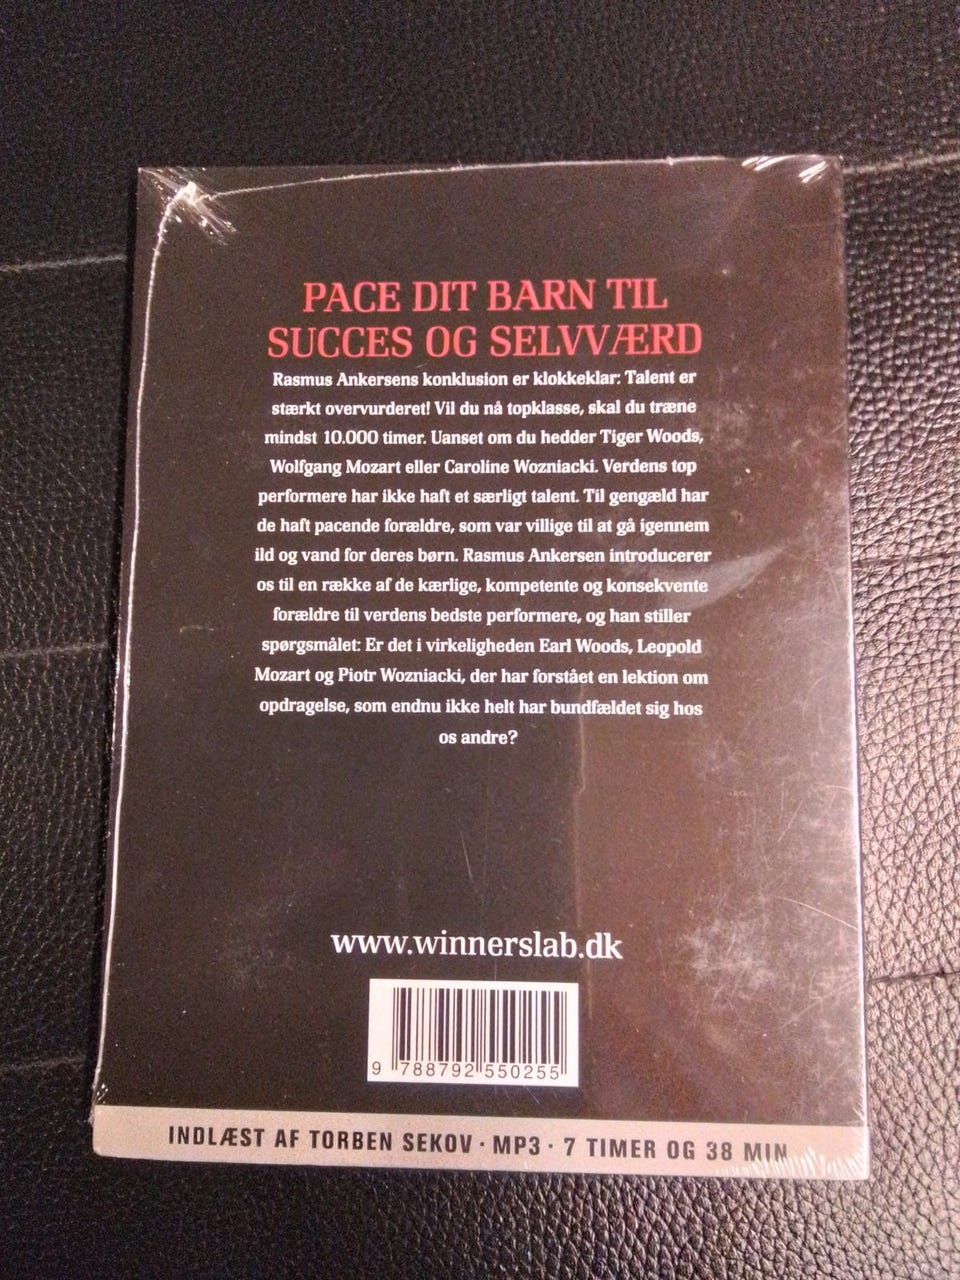 PACE DIT BARN TIL
SUCCES OG SELVVÆRD
Rasmus Ankersens konklusion er klokkeklar: Talent er
stærkt overvurderet! Vil du nå topklasse, skal du træne
mindst 10.000 timer. Uanset om du hedder Tiger Woods,
Wolfgang Mozart eller Caroline Wozniacki. Verdens top
performere har ikke haft et særligt talent. Til gengæld har
de haft pacende forældre, som var villige til at gå igennem
ild og vand for deres børn. Rasmus Ankersen introducerer
os til en række af de kærlige, kompetente og konsekvente
forældre til verdens bedste performere, og han stiller
spørgsmålet: Er det i virkeligheden Earl Woods, Leopold
Mozart og Piotr Wozniacki, der har forstået en lektion om
opdragelse, som endnu ikke helt har bundfældet sig hos
os andre?
www.winnerslab.dk
9 788792 550255
INDLÆST AF TORBEN SEKOV · MP3 · 7 TIMER OG 38 MIN